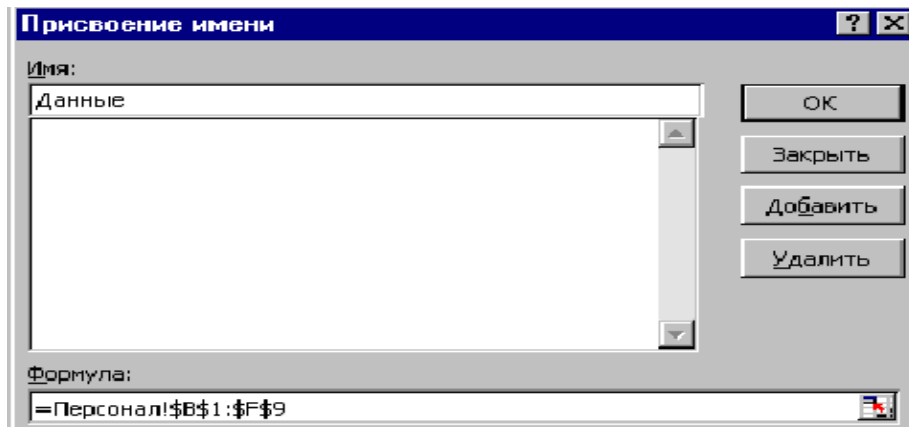 Присвоение имени
Имя:
Данные
OK
Закрыть
Добавить
Удалить
Формула:
=Персонал!$B$1:$F$9